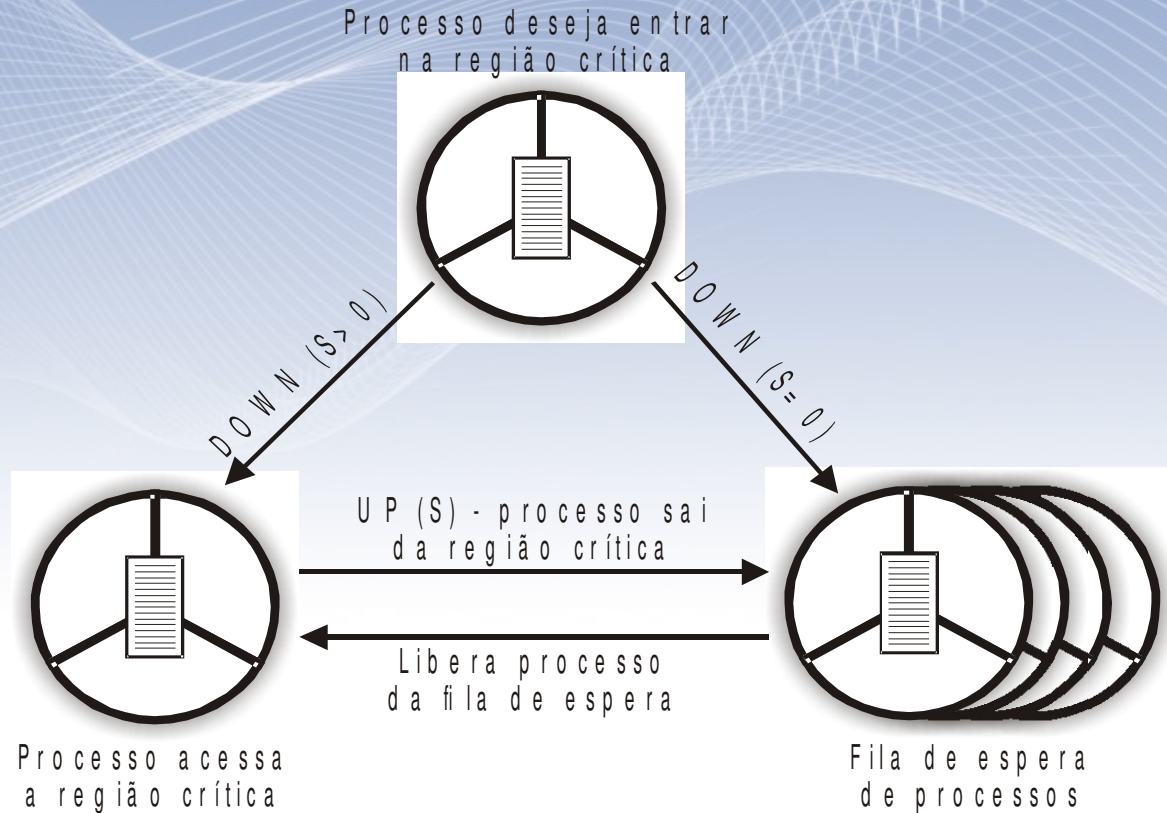 Processo deseja entrar
na região crítica
DOWN (S> 0)
DOWN (S= 0)
UP (S) - processo sai
da região crítica
Libera processo
da fila de espera
Processo acessa
a região crítica
Fila de espera
de processos